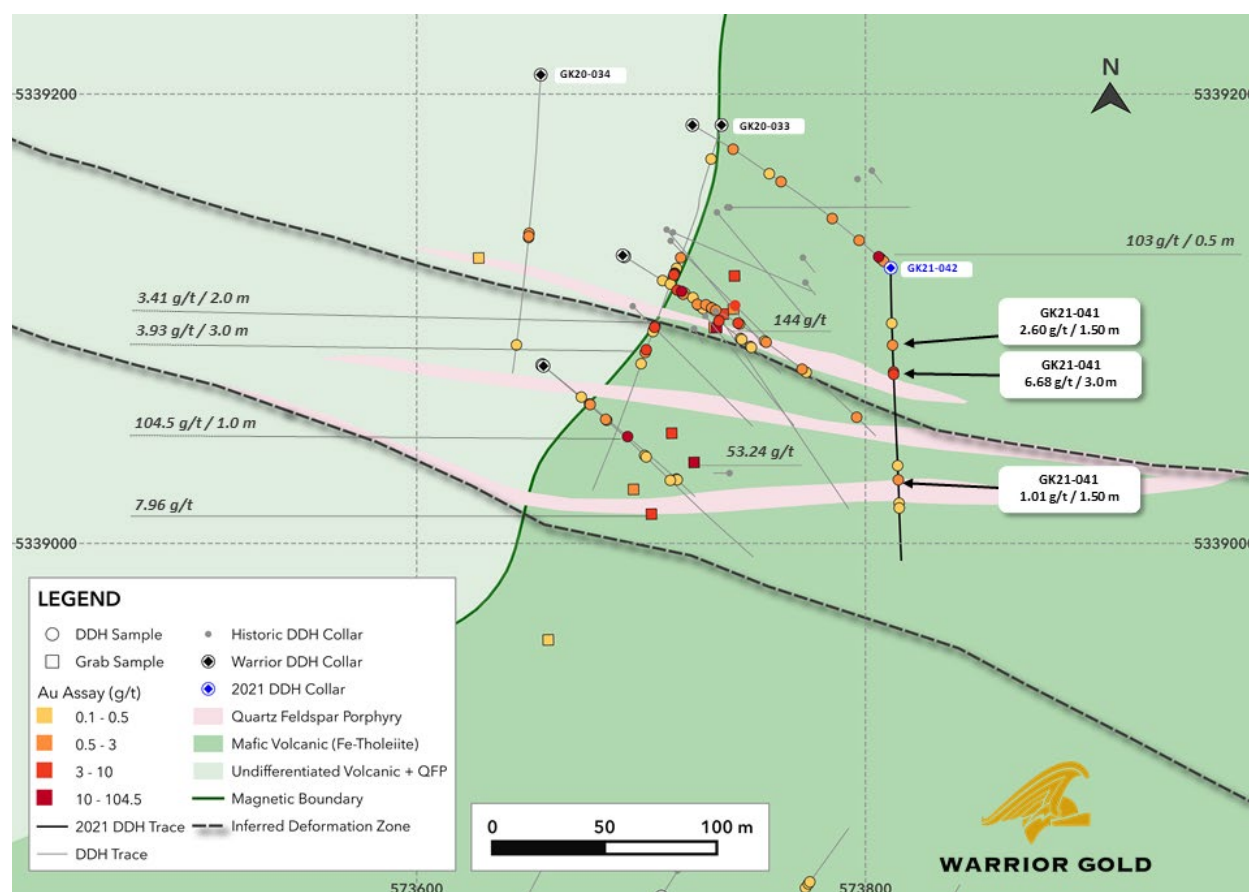 GK20-034
N
5339200
5339200
GK20-033
103 g/t / 0.5 m
GK21-042
3.41 g/t / 2.0 m
GK21-041
2.60 g/t / 1.50 m
144 g/t
3.93 g/t / 3.0 m
GK21-041
6.68 g/t / 3.0 m
104.5 g/t / 1.0 m
53.24 g/t
GK21-041
1.01 g/t / 1.50 m
7.96 g/t
5339000
5339000
LEGEND
DDH Sample
Historic DDH Collar
Grab Sample
Warrior DDH Collar
Au Assay (g/t)
2021 DDH Collar
0.1 - 0.5
Quartz Feldspar Porphyry
0.5 - 3
Mafic Volcanic (Fe-Tholeiite)
3 - 10
Undifferentiated Volcanic + QFP
10 - 104.5
Magnetic Boundary
2021 DDH Trace
Inferred Deformation Zone
DDH Trace
0 50 100 m
WARRIOR GOLD
573600
573800